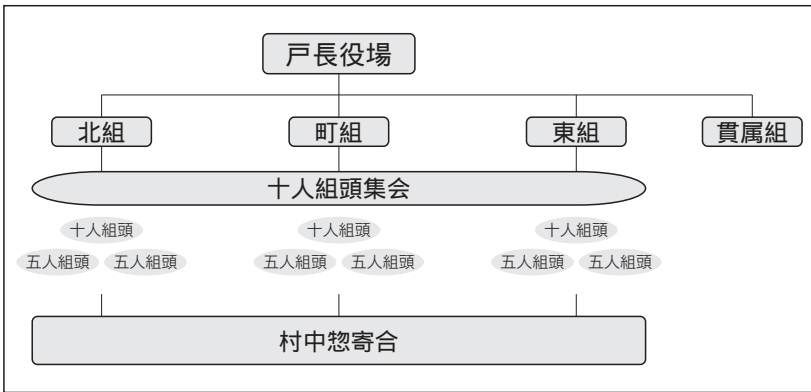 戸長役場
北組
町組
東組
貫属組
十人組頭集会
十人組頭
十人組頭
十人組頭
五人組頭 五人組頭
五人組頭 五人組頭
五人組頭 五人組頭
村中惣寄合